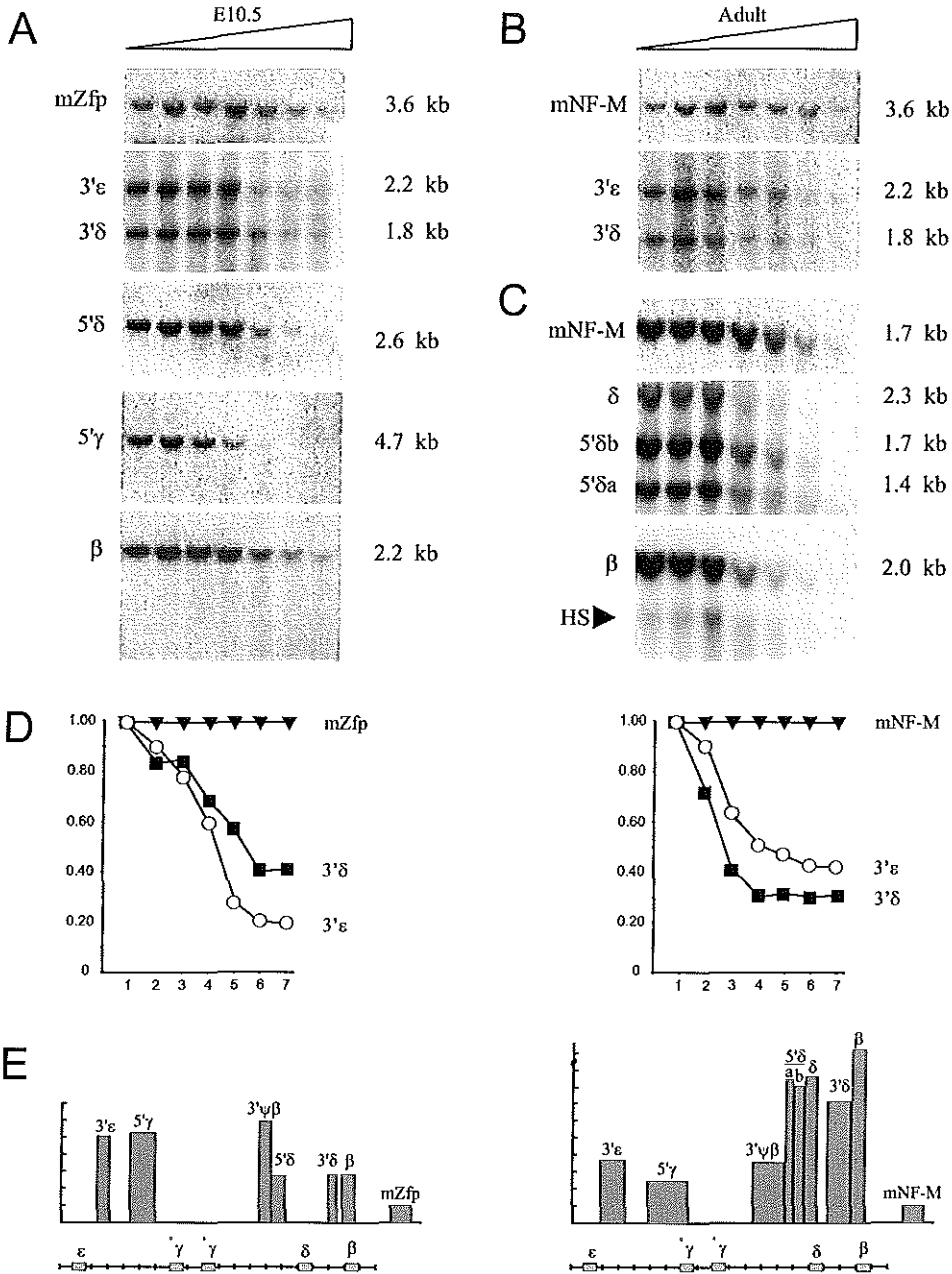 A
E10.5
mZfp
3.6 kb
3'ε
2.2 kb
3'δ
1.8 kb
5'δ
2.6 kb
5'γ
4.7 kb
β
2.2 kb
B
Adult
mNF-M
3.6 kb
3'ε
2.2 kb
3'δ
1.8 kb
C
mNF-M
1.7 kb
δ
2.3 kb
5'δb
1.7 kb
5'δa
1.4 kb
β
2.0 kb
HS
D
1.00
0.80
0.60
0.40
0.20
0
1 2 3 4 5 6 7
mZfp
3'δ
3'ε
1.00
0.80
0.60
0.40
0.20
0
1 2 3 4 5 6 7
mNF-M
3'ε
3'δ
E
3'ε
5'γ
3'ψβ
5'δ
3'δ
β
mZfp
ε
γ
γ
δ
β
3'ε
5'γ
3'ψβ
5'δ
a b
δ
3'δ
β
mNF-M
ε
γ
γ
δ
β